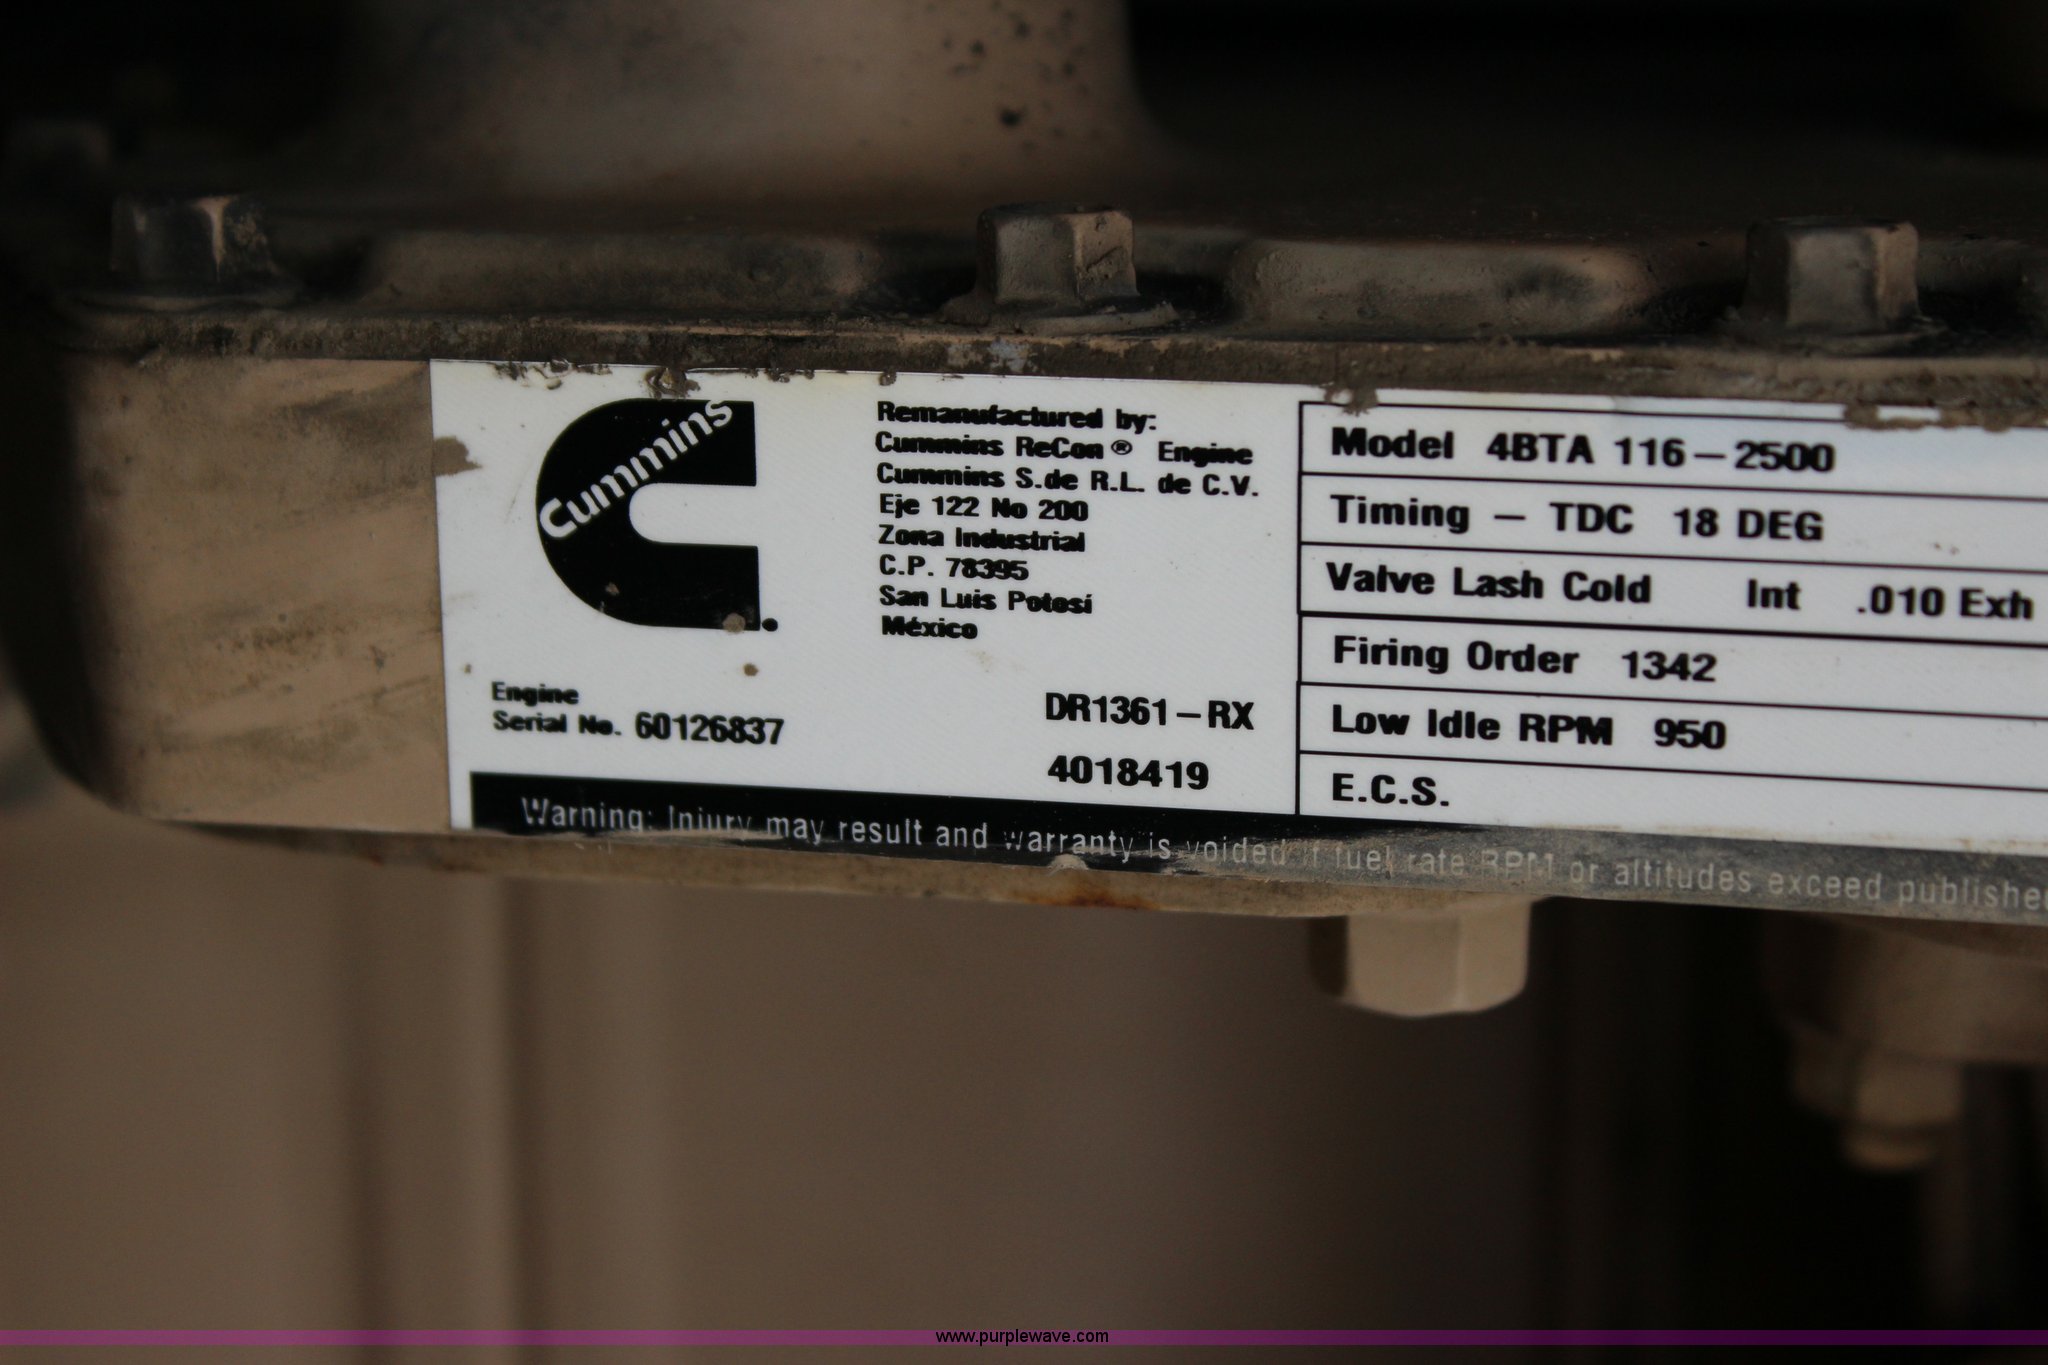 Cummins
Remanufactured by:
Cummins ReCon® Engine
Cummins S.de R.L. de C.V.
Eje 122 No 200
Zona Industrial
C.P. 78395
San Luis Potosí
México
Engine
Serial No. 60126837
DR1361-RX
4018419
Model 4BTA 116-2500
Timing - TDC 18 DEG
Valve Lash Cold Int .010 Exh
Firing Order 1342
Low Idle RPM 950
E.C.S.
Warning: Injury may result and warranty is voided if fuel rate RPM or altitudes exceed publishe
www.purplewave.com